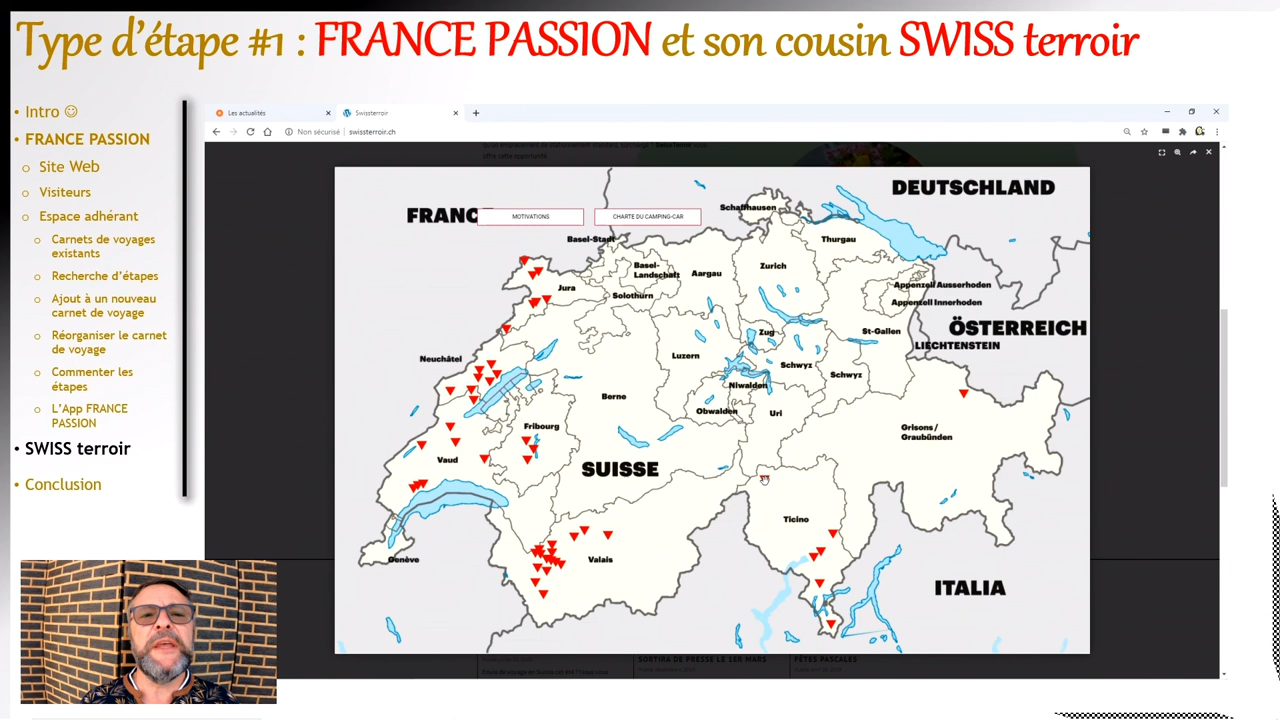 Type d'étape #1 : FRANCE PASSION et son cousin SWISS terroir
• Intro ☺
• FRANCE PASSION
o Site Web
o Visiteurs
o Espace adhérant
o Carnets de voyages
existants
o Recherche d'étapes
o Ajout à un nouveau
carnet de voyage
o Réorganiser le carnet
de voyage
o Commenter les
étapes
o L'App FRANCE
PASSION
• SWISS terroir
• Conclusion
Les actualités
Swissterroir
Non sécurisé | swissterroir.ch
DEUTSCHLAND
FRANC
MOTIVATIONS
CHARTE DU CAMPING-CAR
Schaffhausen
Basel-Stadt
Thurgau
Basel-
Landschaft
Aargau
Zurich
Jura
Solothurn
Appenzell Ausserhoden
Appenzell Innerhoden
ÖSTERREICH
LIECHTENSTEIN
Zug
St-Gallen
Neuchâtel
Luzern
Schwyz
Schwyz
Niwalden
Berne
Obwalden
Uri
Fribourg
Grisons /
Graubünden
Vaud
SUISSE
Ticino
Genève
Valais
ITALIA
SORTIRA DE PRESSE LE 1ER MARS
FÊTES PASCALES